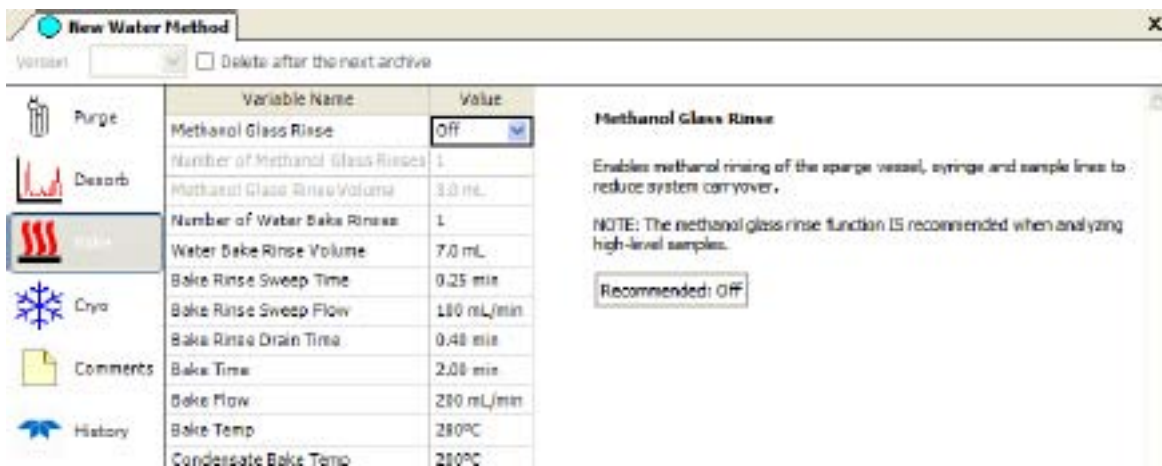 New Water Method
Version Delete after the next archive
Purge
Desorb
Bake
Cryo
Comments
History
Variable Name Value
Methanol Glass Rinse Off
Number of Methanol Glass Rinses 1
Methanol Glass Rinse Volume 3.0 mL
Number of Water Bake Rinses 1
Water Bake Rinse Volume 7.0 mL
Bake Rinse Sweep Time 0.25 min
Bake Rinse Sweep Flow 100 mL/min
Bake Rinse Drain Time 0.40 min
Bake Time 2.00 min
Bake Flow 200 mL/min
Bake Temp 280ºC
Condensate Bake Temp 200ºC
Methanol Glass Rinse
Enables methanol rinsing of the sparge vessel, syringe and sample lines to
reduce system carryover.
NOTE: The methanol glass rinse function IS recommended when analyzing
high-level samples.
Recommended: Off